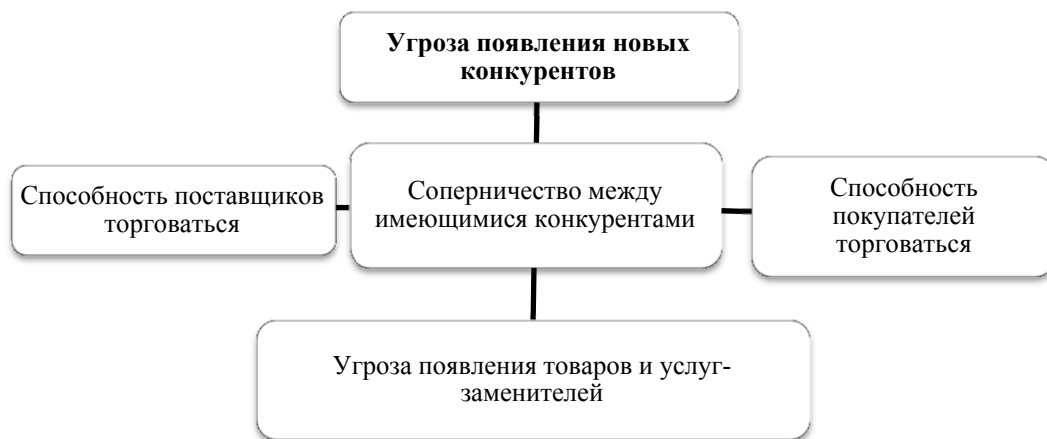 Угроза появления новых
конкурентов
Способность поставщиков
торговаться
Соперничество между
имеющимися конкурентами
Способность
покупателей
торговаться
Угроза появления товаров и услуг-
заменителей